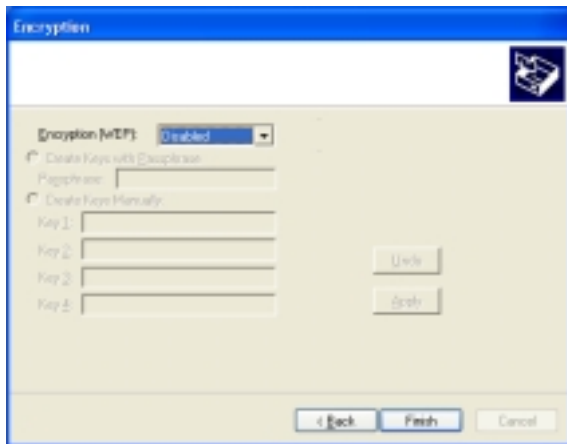 Encryption
Encryption (WEP): Disabled
Create Keys with Passphrase
Passphrase:
Create Keys Manually:
Key 1:
Key 2:
Key 3:
Key 4:
Undo
Apply
< Back Finish Cancel